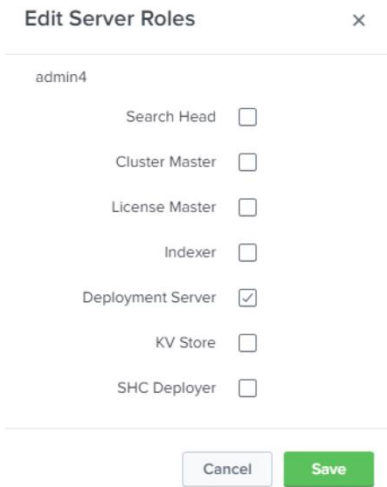 Edit Server Roles
admin4
Search Head
Cluster Master
License Master
Indexer
Deployment Server
KV Store
SHC Deployer
Cancel Save